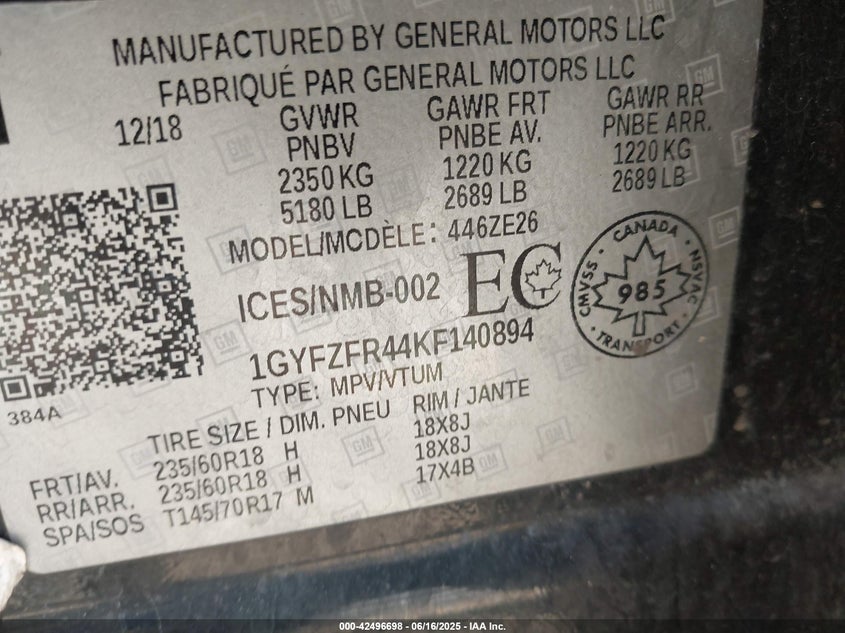 MANUFACTURED BY GENERAL MOTORS LLC
FABRIQUÉ PAR GENERAL MOTORS LLC
12/18 GVWR GAWR FRT GAWR RR
PNBV PNBE AV. PNBE ARR.
2350 KG 1220 KG 1220 KG
5180 LB 2689 LB 2689 LB
MODEL/MODÈLE: 446ZE26
ICES/NMB-002 EC
CANADA
CMVSS 985 NSVAC
TRANSPORT
1GYFZFR44KF140894
TYPE: MPV/VTUM
384A
TIRE SIZE / DIM. PNEU RIM / JANTE
FRT/AV. 235/60R18 H 18X8J
RR/ARR. 235/60R18 H 18X8J
SPA/SOS T145/70R17 M 17X4B
000-42496698 - 06/16/2025 - IAA Inc.